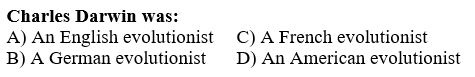 Charles Darwin was:
A) An English evolutionist C) A French evolutionist
B) A German evolutionist D) An American evolutionist